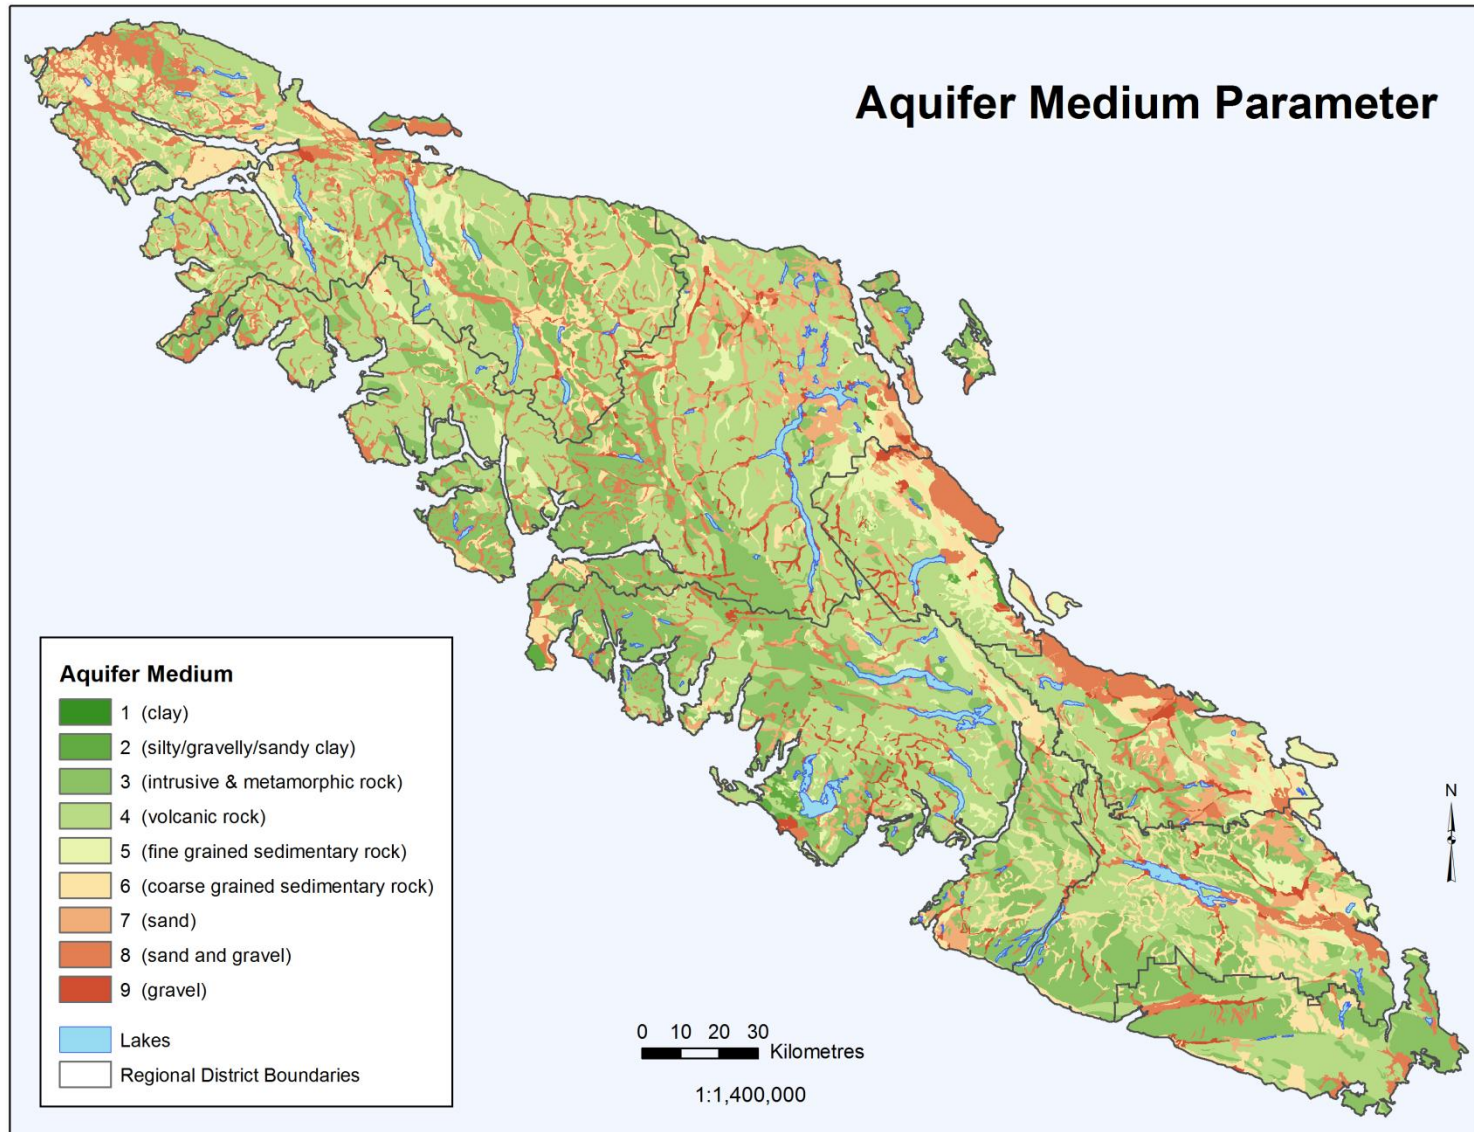 Aquifer Medium Parameter
Aquifer Medium
1 (clay)
2 (silty/gravelly/sandy clay)
3 (intrusive & metamorphic rock)
4 (volcanic rock)
5 (fine grained sedimentary rock)
6 (coarse grained sedimentary rock)
7 (sand)
8 (sand and gravel)
9 (gravel)
Lakes
Regional District Boundaries
0 10 20 30
Kilometres
1:1,400,000
N